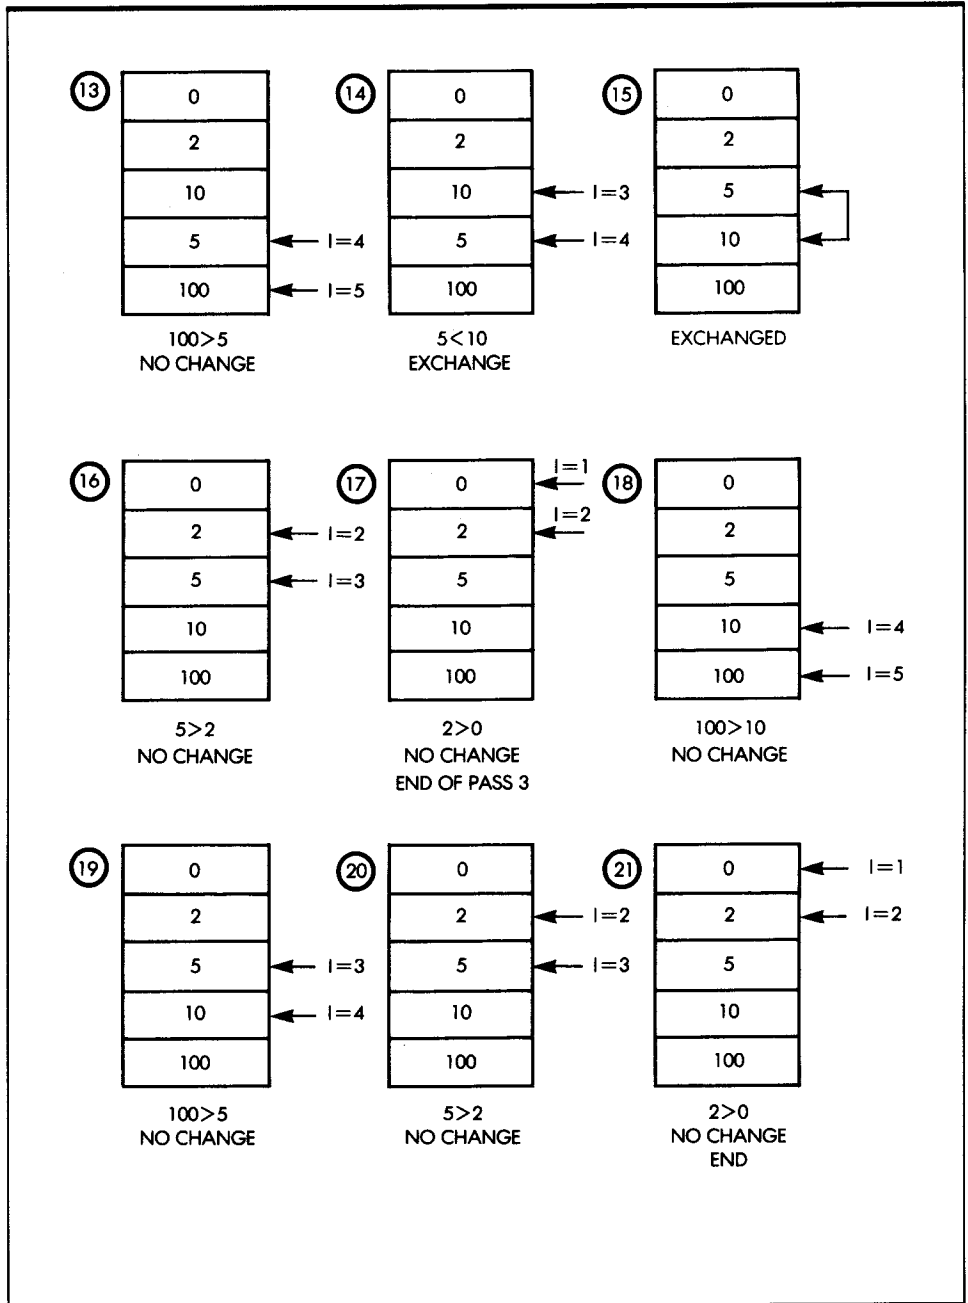 13
0
2
10
5
I=4
100
I=5
100>5
NO CHANGE
14
0
2
10
I=3
5
I=4
100
5<10
EXCHANGE
15
0
2
5
10
100
EXCHANGED
16
0
2
I=2
5
I=3
10
100
5>2
NO CHANGE
17
I=1
0
I=2
2
5
10
100
2>0
NO CHANGE
END OF PASS 3
18
0
2
5
10
I=4
100
I=5
100>10
NO CHANGE
19
0
2
5
I=3
10
I=4
100
100>5
NO CHANGE
20
0
2
I=2
5
I=3
10
100
5>2
NO CHANGE
21
0
I=1
2
I=2
5
10
100
2>0
NO CHANGE
END